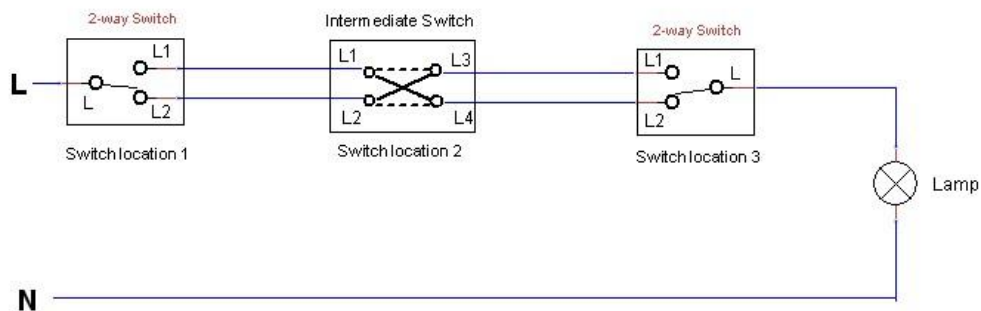 2-way Switch
Intermediate Switch
2-way Switch
L1
L1
L3
L1
L
L
L
L2
L2
L4
L2
Switch location 1
Switch location 2
Switch location 3
Lamp
N